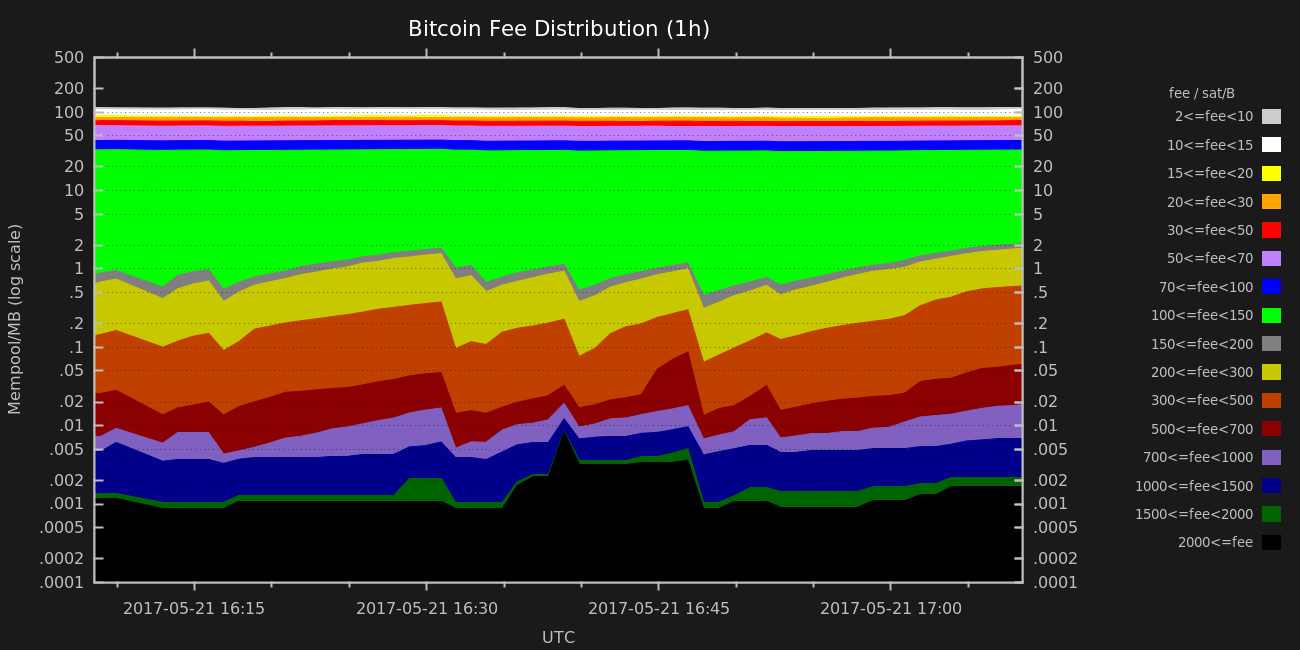 Bitcoin Fee Distribution (1h)
Mempool/MB (log scale)
500
200
100
50
20
10
5
2
1
.5
.2
.1
.05
.02
.01
.005
.002
.001
.0005
.0002
.0001
500
200
100
50
20
10
5
2
1
.5
.2
.1
.05
.02
.01
.005
.002
.001
.0005
.0002
.0001
2017-05-21 16:15
2017-05-21 16:30
2017-05-21 16:45
2017-05-21 17:00
UTC
fee / sat/B
2<=fee<10
10<=fee<15
15<=fee<20
20<=fee<30
30<=fee<50
50<=fee<70
70<=fee<100
100<=fee<150
150<=fee<200
200<=fee<300
300<=fee<500
500<=fee<700
700<=fee<1000
1000<=fee<1500
1500<=fee<2000
2000<=fee